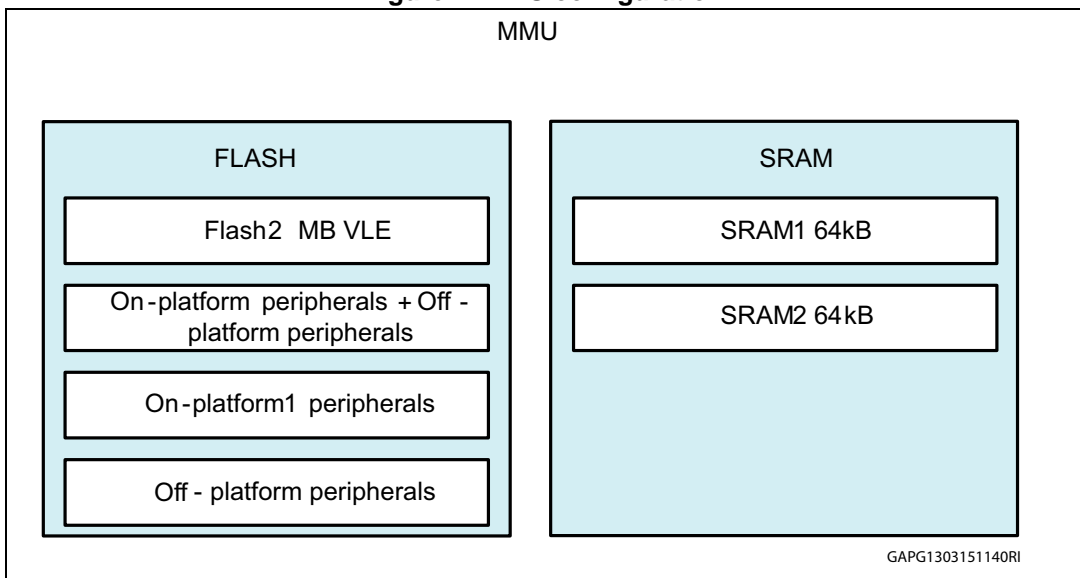 MMU
FLASH
Flash2 MB VLE
On-platform peripherals + Off -
platform peripherals
On-platform1 peripherals
Off - platform peripherals
SRAM
SRAM1 64kB
SRAM2 64kB
GAPG1303151140RI